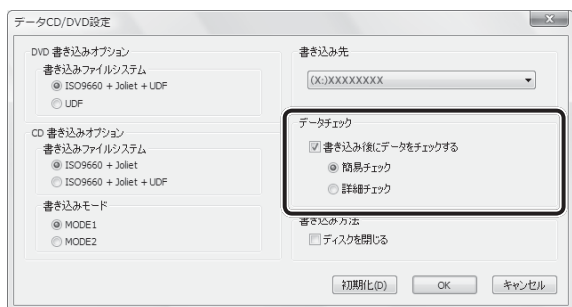 データCD/DVD設定
DVD 書き込みオプション
書き込みファイルシステム
ISO9660 + Joliet + UDF
UDF
CD 書き込みオプション
書き込みファイルシステム
ISO9660 + Joliet
ISO9660 + Joliet + UDF
書き込みモード
MODE1
MODE2
書き込み先
(X:)XXXXXXXX
データチェック
書き込み後にデータをチェックする
簡易チェック
詳細チェック
書き込み方法
ディスクを閉じる
初期化(D)
OK
キャンセル